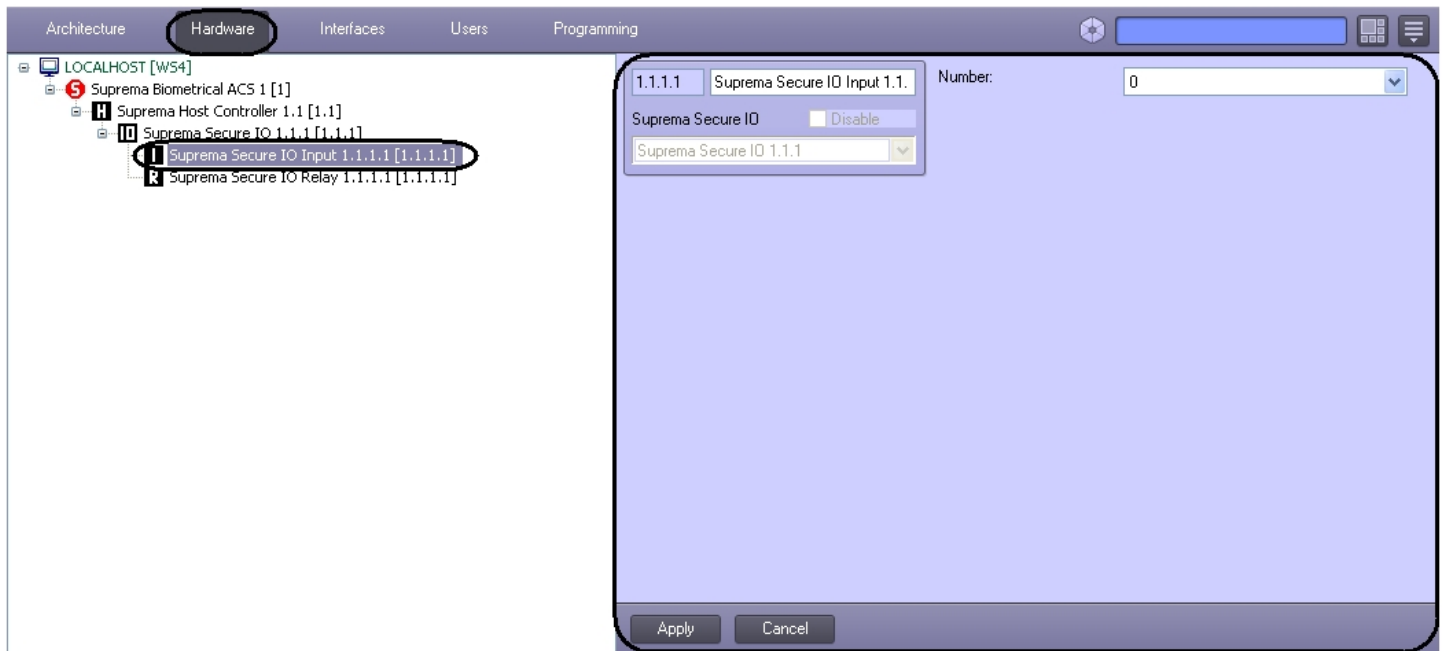 Architecture Hardware Interfaces Users Programming
LOCALHOST [WS4]
S Suprema Biometrical ACS 1 [1]
H Suprema Host Controller 1.1 [1.1]
IO Suprema Secure IO 1.1.1 [1.1.1]
I Suprema Secure IO Input 1.1.1.1 [1.1.1.1]
R Suprema Secure IO Relay 1.1.1.1 [1.1.1.1]
1.1.1.1 Suprema Secure IO Input 1.1. Number: 0
Suprema Secure IO Disable
Suprema Secure IO 1.1.1
Apply Cancel